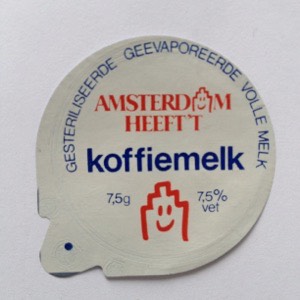 GESTERILISEERDE GEEVAPOREERDE VOLLE MELK
AMSTERDAM
HEEFT'T
koffiemelk
7,5g
7,5%
vet